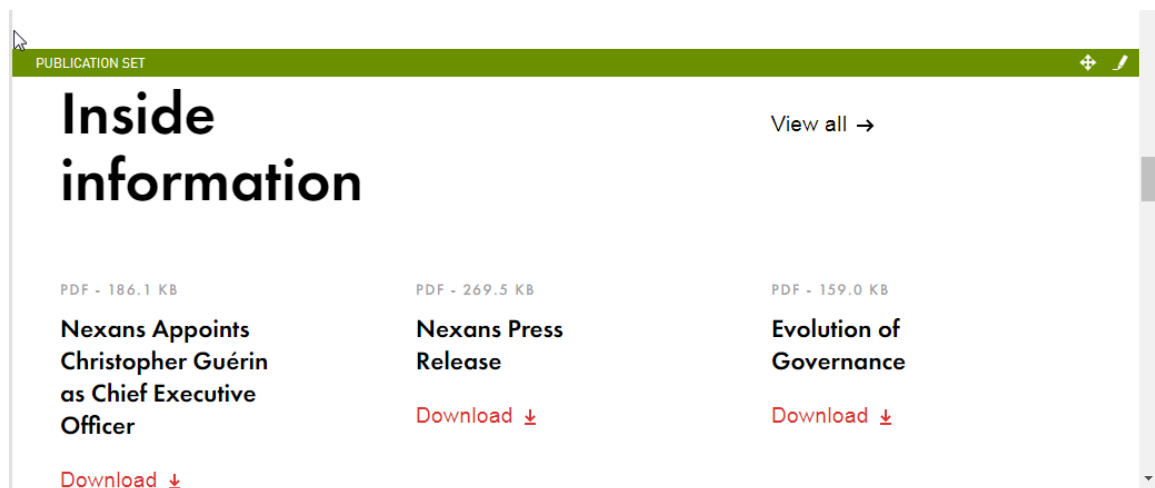 PUBLICATION SET
Inside
information
View all →
PDF - 186.1 KB
Nexans Appoints
Christopher Guérin
as Chief Executive
Officer
Download
PDF - 269.5 KB
Nexans Press
Release
Download
PDF - 159.0 KB
Evolution of
Governance
Download